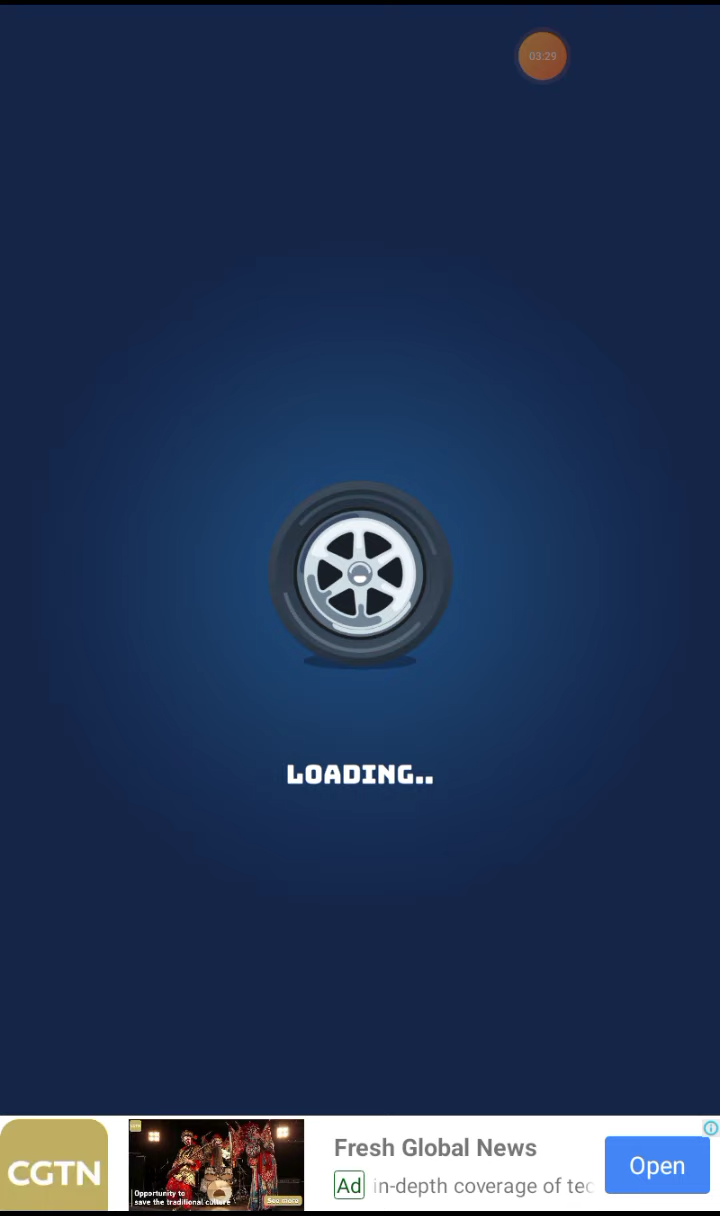 03:29
LOADING..
CGTN
Opportunity to
save the traditional culture
See more
Fresh Global News
Ad in-depth coverage of tec
Open